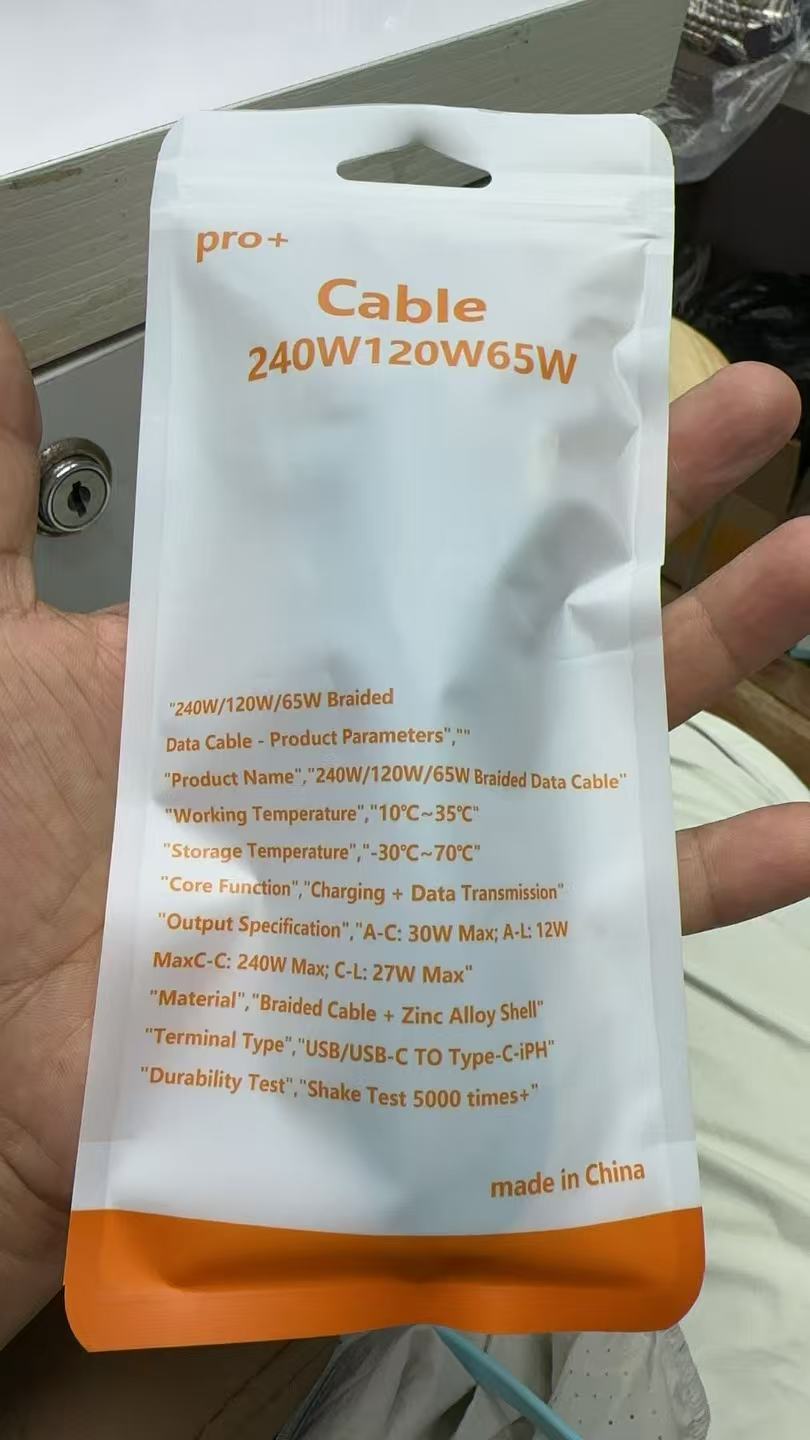 pro+
Cable
240W120W65W
"240W/120W/65W Braided
Data Cable - Product Parameters",""
"Product Name","240W/120W/65W Braided Data Cable"
"Working Temperature","10℃~35℃"
"Storage Temperature","-30℃~70℃"
"Core Function","Charging + Data Transmission"
"Output Specification","A-C: 30W Max; A-L: 12W
MaxC-C: 240W Max; C-L: 27W Max"
"Material","Braided Cable + Zinc Alloy Shell"
"Terminal Type","USB/USB-C TO Type-C-iPH"
"Durability Test","Shake Test 5000 times+"
made in China